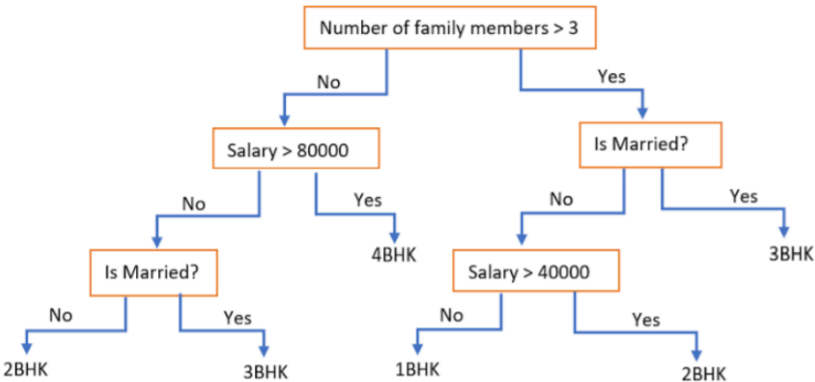 Number of family members > 3
No
Yes
Salary > 80000
Is Married?
No
Yes
No
Yes
4BHK
3BHK
Is Married?
Salary > 40000
No
Yes
No
Yes
2BHK
3BHK
1BHK
2BHK